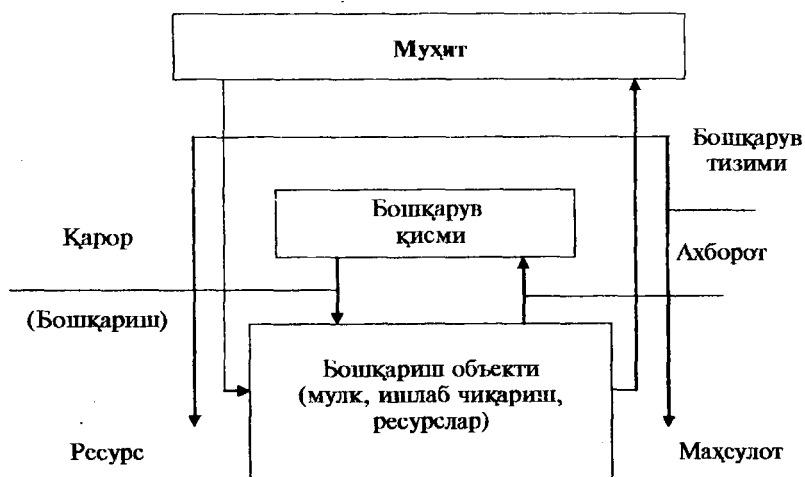 Муҳит
Бошқарув
тизими
Бошқарув
қисми
Қарор
Ахборот
(Бошқариш)
Бошқариш объекти
(мулк, ишлаб чиқариш,
ресурслар)
Ресурс
Маҳсулот